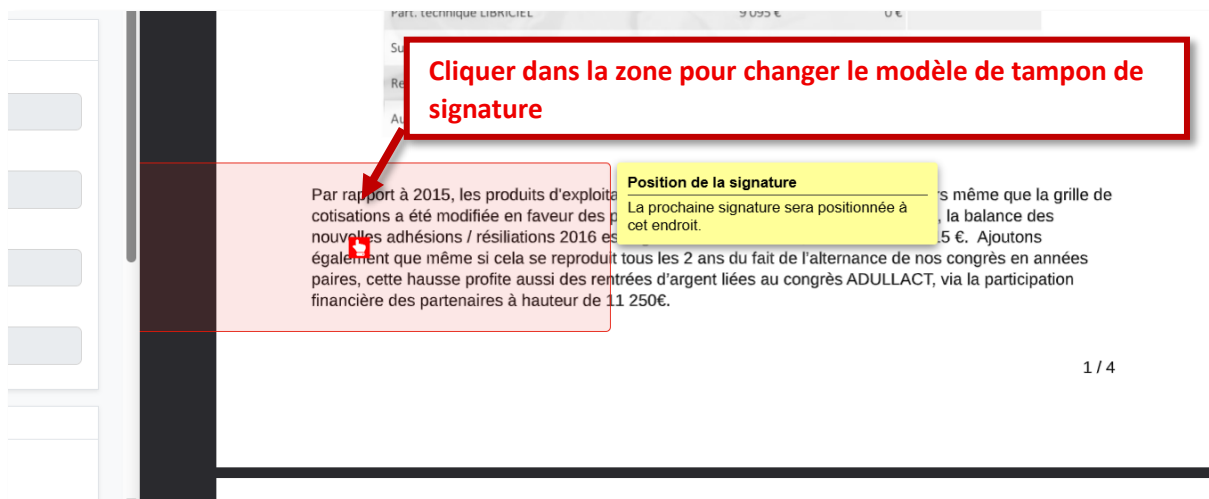 Part. technique LIBRICIEL 9 095 € 0 €
Su
Re
Au
Cliquer dans la zone pour changer le modèle de tampon de
signature
Position de la signature
La prochaine signature sera positionnée à
cet endroit.
Par rapport à 2015, les produits d'exploita s même que la grille de
cotisations a été modifiée en faveur des p , la balance des
nouvelles adhésions / résiliations 2016 es 5 €. Ajoutons
également que même si cela se reproduit tous les 2 ans du fait de l'alternance de nos congrès en années
paires, cette hausse profite aussi des rentrées d'argent liées au congrès ADULLACT, via la participation
financière des partenaires à hauteur de 11 250€.
1 / 4